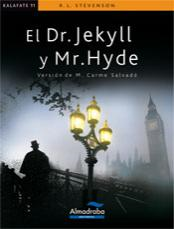 KALAFATE 11
R. L. STEVENSON
El Dr. Jekyll
y Mr. Hyde
Versión de M. Carme Salvadó
Almadraba